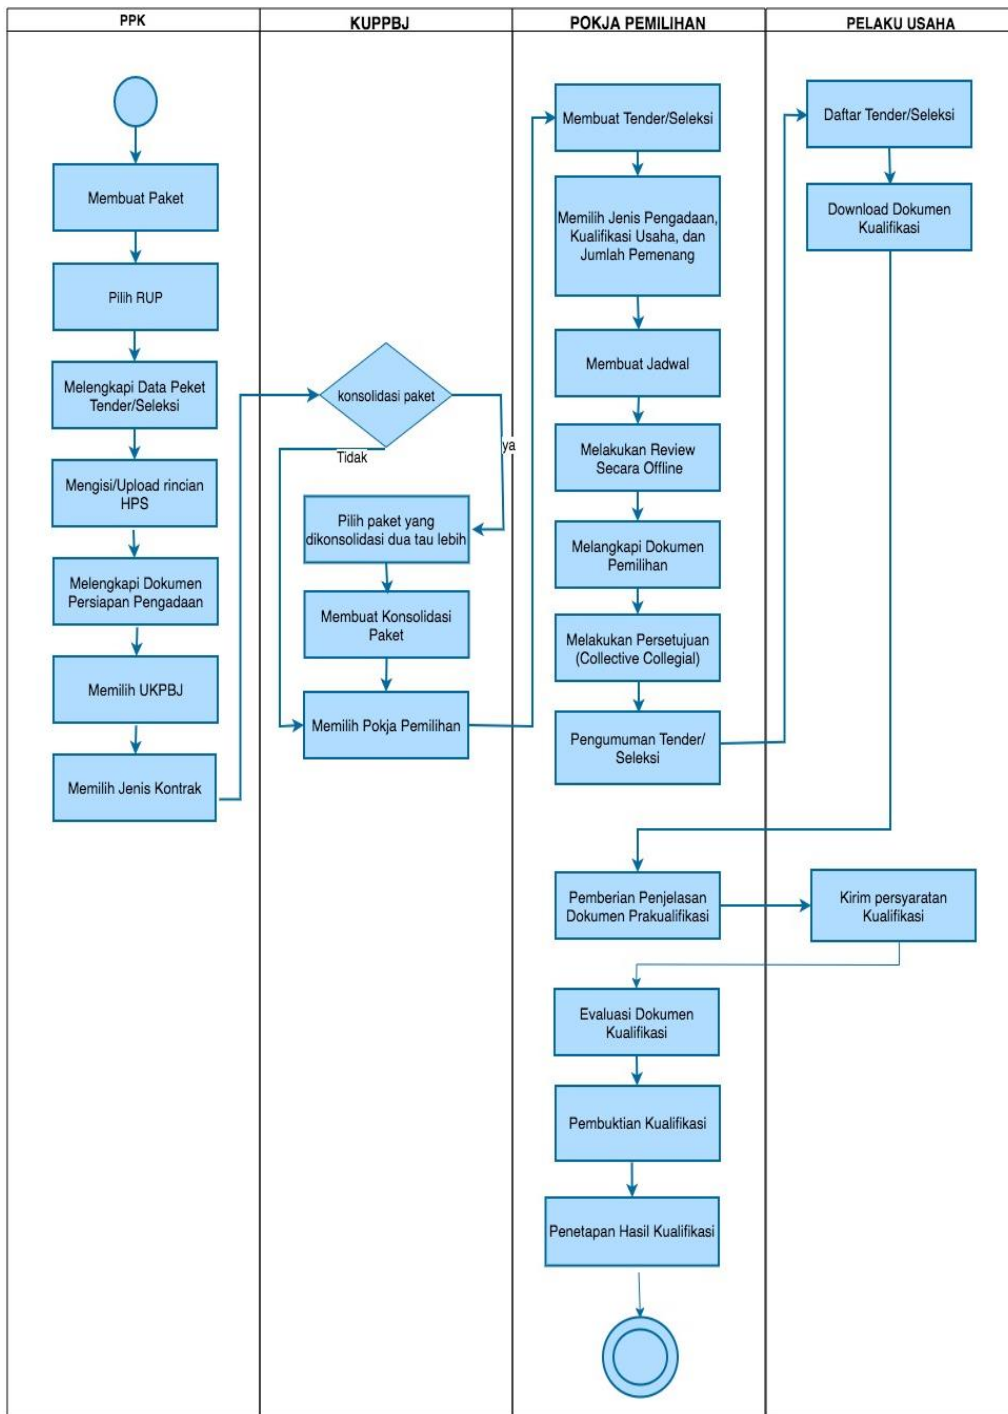 PPK
KUPPBJ
POKJA PEMILIHAN
PELAKU USAHA
Membuat Paket
Pilih RUP
Melengkapi Data Peket
Tender/Seleksi
Mengisi/Upload rincian
HPS
Melengkapi Dokumen
Persiapan Pengadaan
Memilih UKPBJ
Memilih Jenis Kontrak
konsolidasi paket
ya
Tidak
Pilih paket yang
dikonsolidasi dua tau lebih
Membuat Konsolidasi
Paket
Memilih Pokja Pemilihan
Membuat Tender/Seleksi
Memilih Jenis Pengadaan,
Kualifikasi Usaha, dan
Jumlah Pemenang
Membuat Jadwal
Melakukan Review
Secara Offline
Melangkapi Dokumen
Pemilihan
Melakukan Persetujuan
(Collective Collegial)
Pengumuman Tender/
Seleksi
Daftar Tender/Seleksi
Download Dokumen
Kualifikasi
Pemberian Penjelasan
Dokumen Prakualifikasi
Kirim persyaratan
Kualifikasi
Evaluasi Dokumen
Kualifikasi
Pembuktian Kualifikasi
Penetapan Hasil Kualifikasi